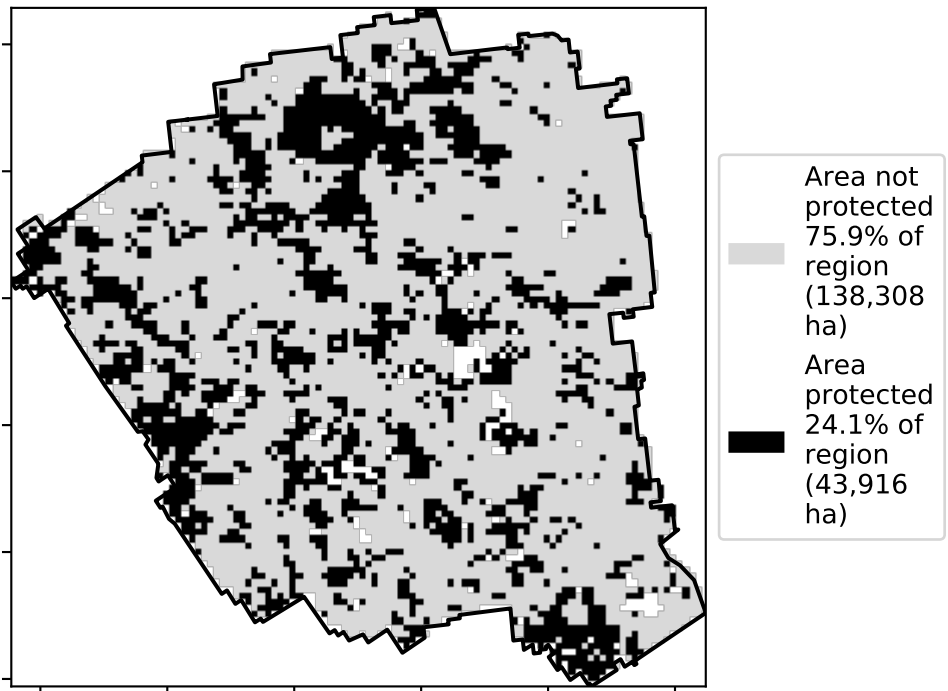 Area not
protected
75.9% of
region
(138,308
ha)
Area
protected
24.1% of
region
(43,916
ha)